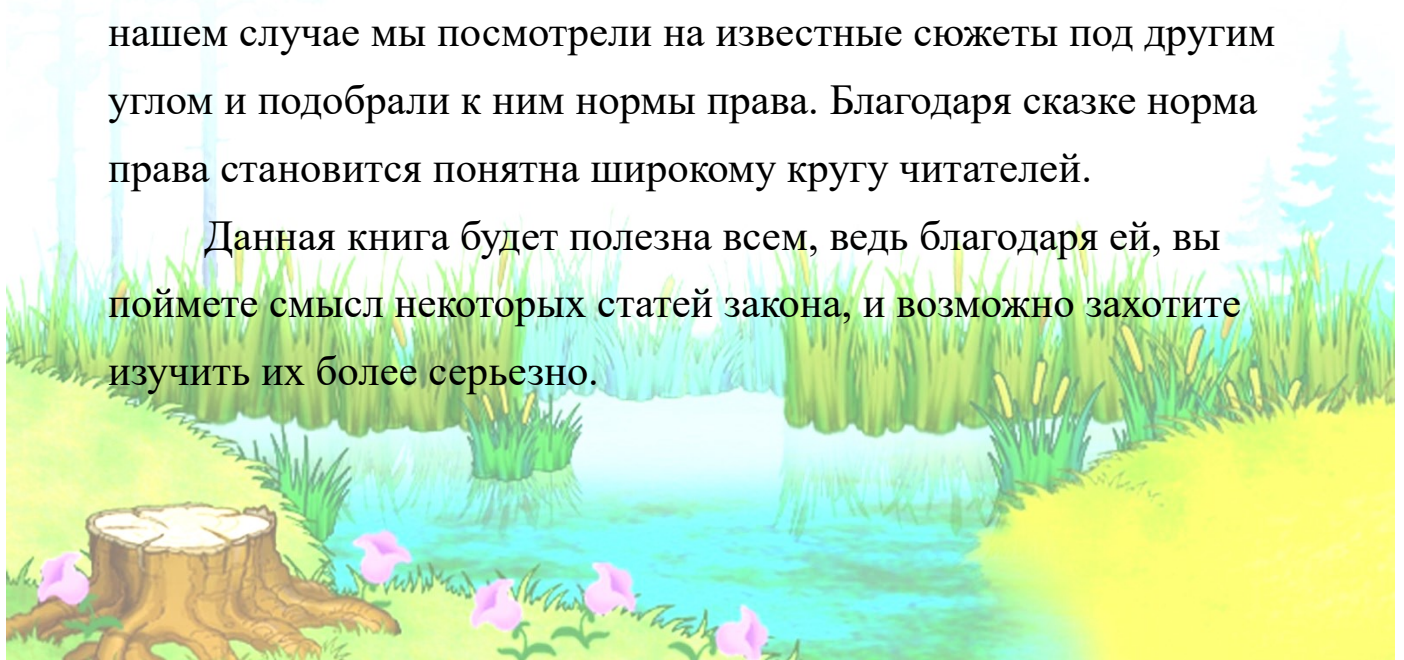 нашем случае мы посмотрели на известные сюжеты под другим
углом и подобрали к ним нормы права. Благодаря сказке норма
права становится понятна широкому кругу читателей.
Данная книга будет полезна всем, ведь благодаря ей, вы
поймете смысл некоторых статей закона, и возможно захотите
изучить их более серьезно.